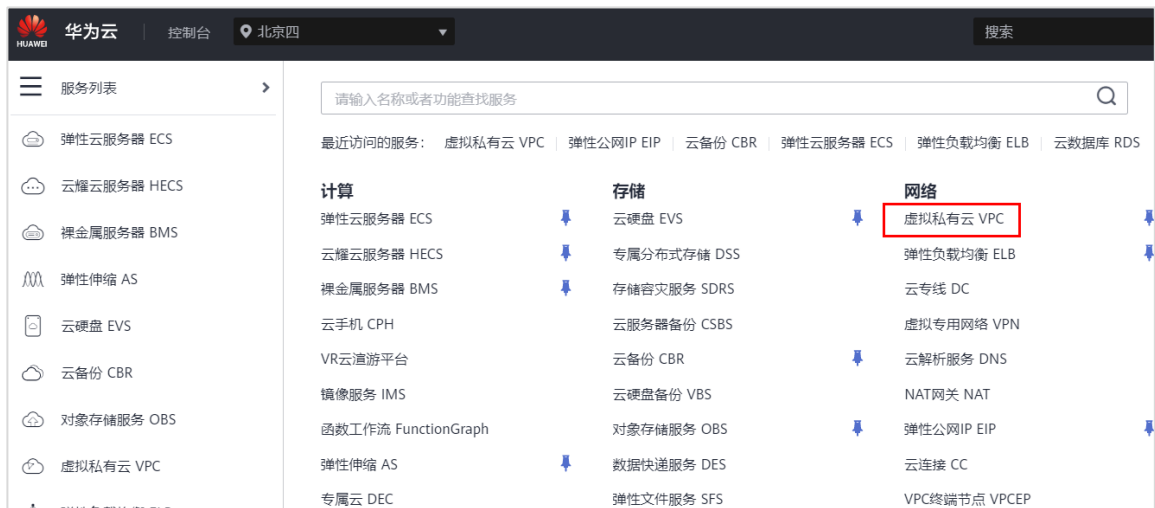 HUAWEI 华为云 控制台 北京四 搜索
服务列表
弹性云服务器 ECS
云耀云服务器 HECS
裸金属服务器 BMS
弹性伸缩 AS
云硬盘 EVS
云备份 CBR
对象存储服务 OBS
虚拟私有云 VPC
请输入名称或者功能查找服务
最近访问的服务： 虚拟私有云 VPC 弹性公网IP EIP 云备份 CBR 弹性云服务器 ECS 弹性负载均衡 ELB 云数据库 RDS
计算
弹性云服务器 ECS
云耀云服务器 HECS
裸金属服务器 BMS
云手机 CPH
VR云渲游平台
镜像服务 IMS
函数工作流 FunctionGraph
弹性伸缩 AS
专属云 DEC
存储
云硬盘 EVS
专属分布式存储 DSS
存储容灾服务 SDRS
云服务器备份 CSBS
云备份 CBR
云硬盘备份 VBS
对象存储服务 OBS
数据快递服务 DES
弹性文件服务 SFS
网络
虚拟私有云 VPC
弹性负载均衡 ELB
云专线 DC
虚拟专用网络 VPN
云解析服务 DNS
NAT网关 NAT
弹性公网IP EIP
云连接 CC
VPC终端节点 VPCEP